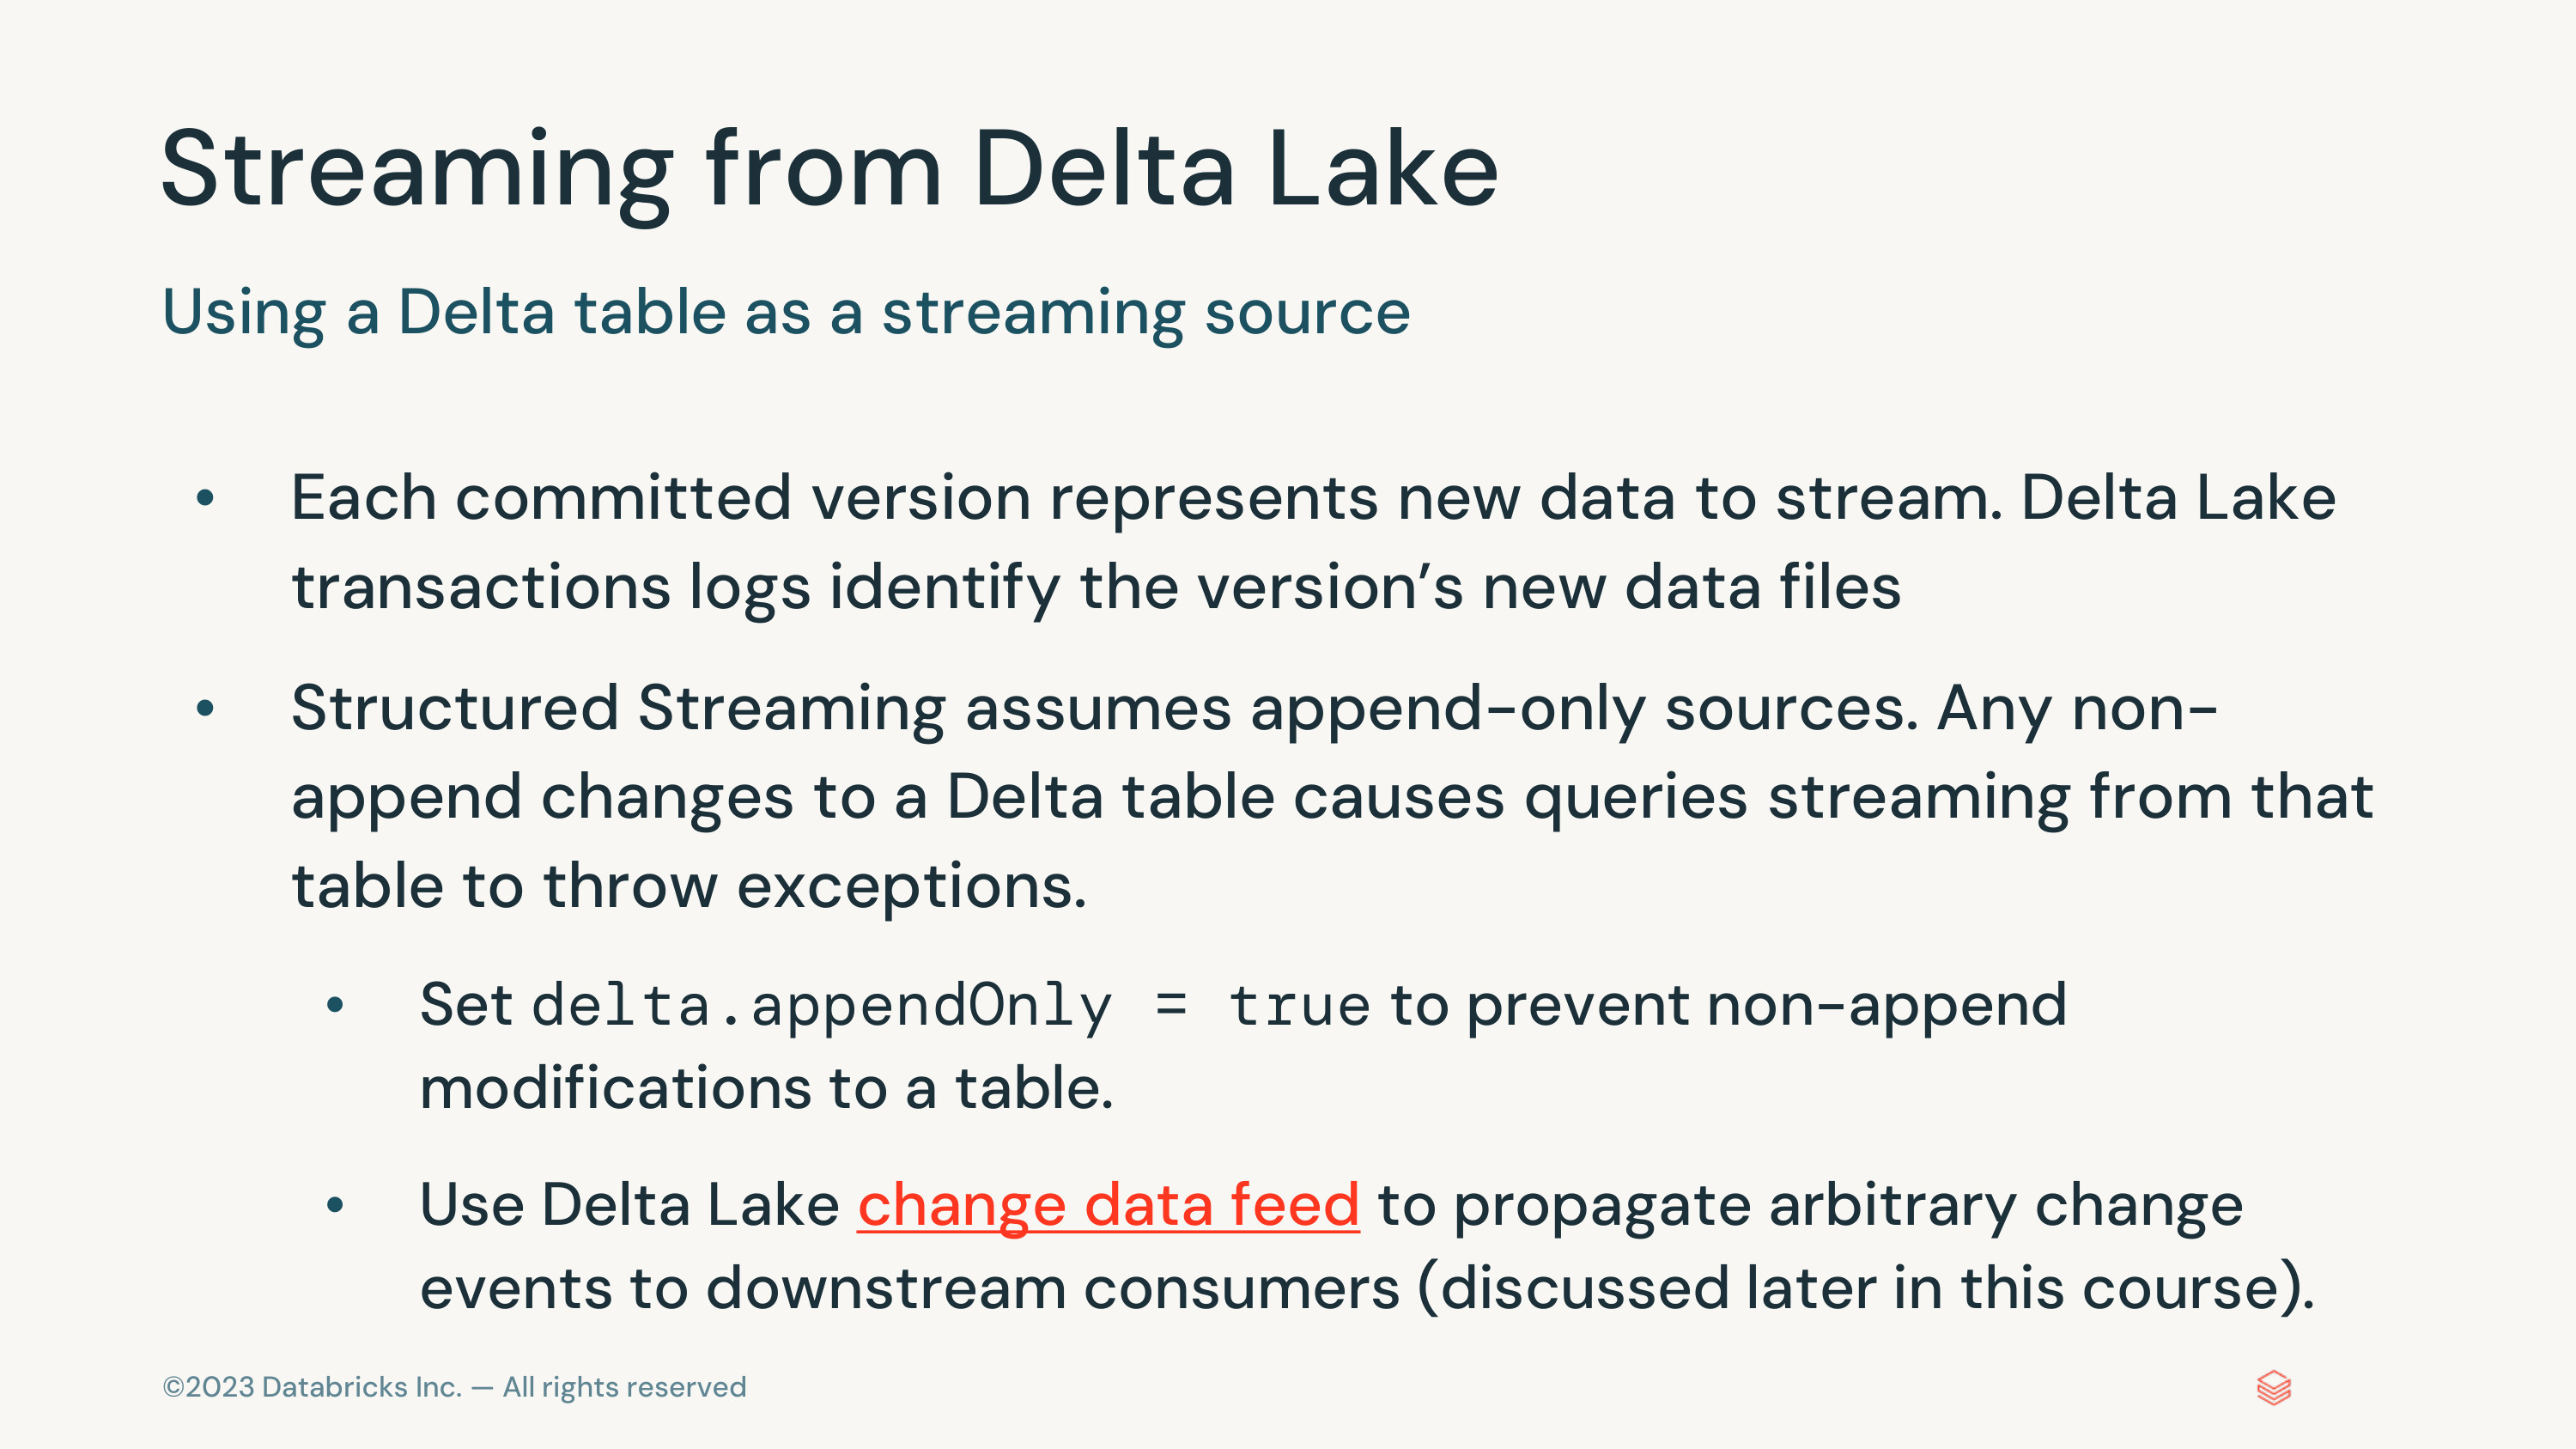 Streaming from Delta Lake
Using a Delta table as a streaming source
• Each committed version represents new data to stream. Delta Lake
transactions logs identify the version’s new data files
• Structured Streaming assumes append-only sources. Any non-
append changes to a Delta table causes queries streaming from that
table to throw exceptions.
• Set delta.appendOnly = true to prevent non-append
modifications to a table.
• Use Delta Lake change data feed to propagate arbitrary change
events to downstream consumers (discussed later in this course).
©2023 Databricks Inc. — All rights reserved